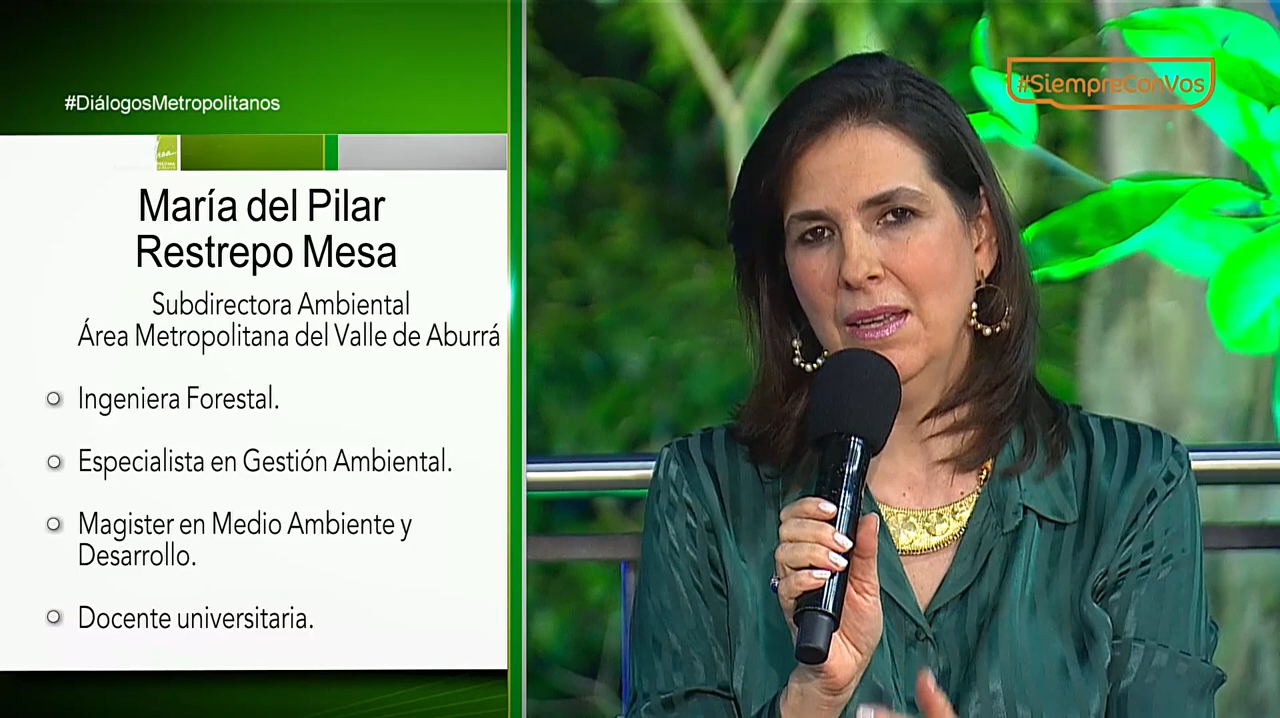 #DiálogosMetropolitanos
#SiempreConVos
María del Pilar
Restrepo Mesa
Subdirectora Ambiental
Área Metropolitana del Valle de Aburrá
Ingeniera Forestal.
Especialista en Gestión Ambiental.
Magister en Medio Ambiente y
Desarrollo.
Docente universitaria.